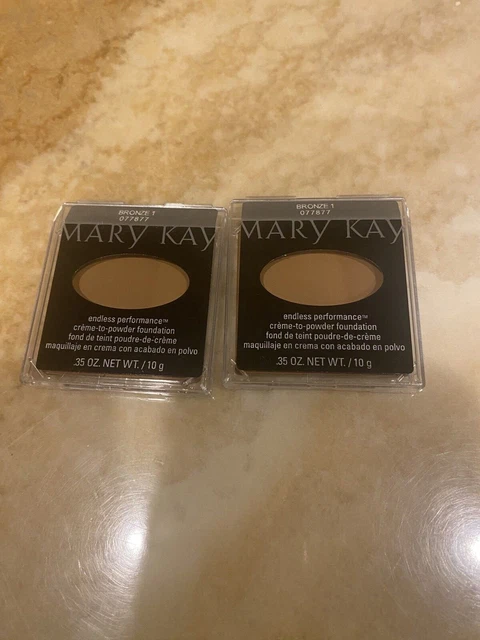 BRONZE 1
077877
MARY KAY
endless performance™
crème-to-powder foundation
fond de teint poudre-de-crème
maquillaje en crema con acabado en polvo
.35 OZ. NET WT. / 10 g
BRONZE 1
077877
MARY KAY
endless performance™
crème-to-powder foundation
fond de teint poudre-de-crème
maquillaje en crema con acabado en polvo
.35 OZ. NET WT. / 10 g